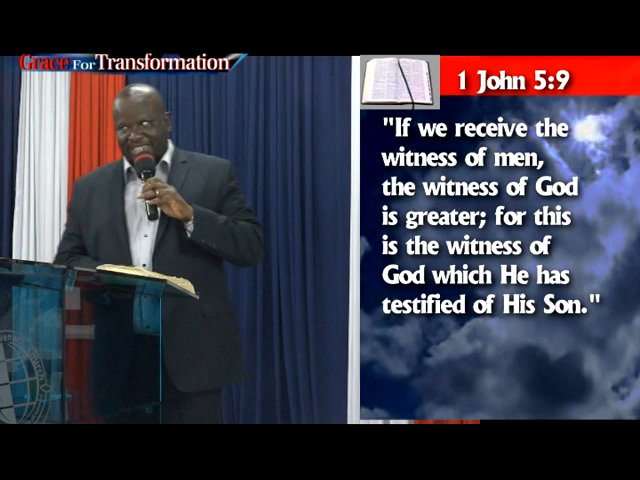 Grace For Transformation
1 John 5:9
"If we receive the
witness of men,
the witness of God
is greater; for this
is the witness of
God which He has
testified of His Son."